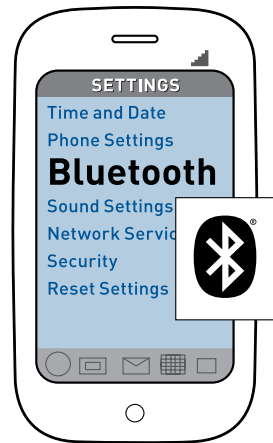 SETTINGS
Time and Date
Phone Settings
Bluetooth
Sound Settings
Network Servic
Security
Reset Settings
®